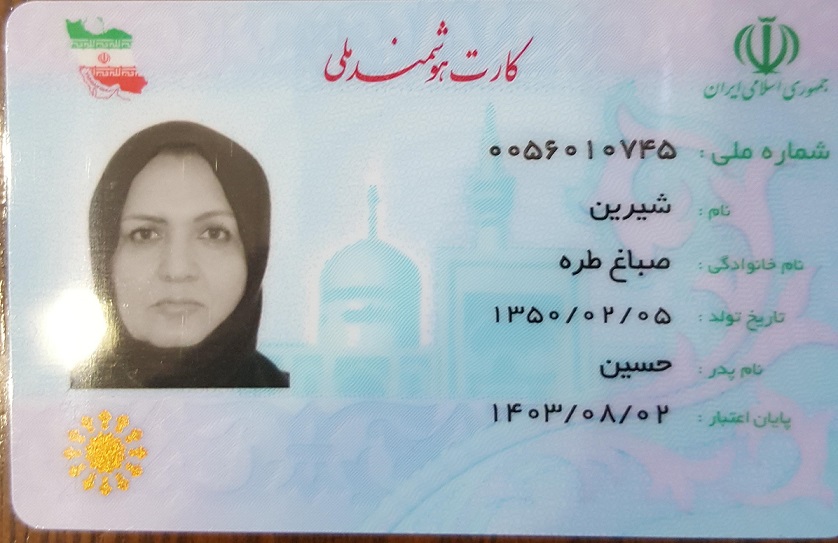 کارت هوشمند ملی
جمهوری اسلامی ایران
شماره ملی : ۰۰۵۶۰۱۰۷۴۵
نام : شیرین
نام خانوادگی : صباغ طره
تاریخ تولد : ۱۳۵۰/۰۲/۰۵
نام پدر : حسین
پایان اعتبار : ۱۴۰۳/۰۸/۰۲